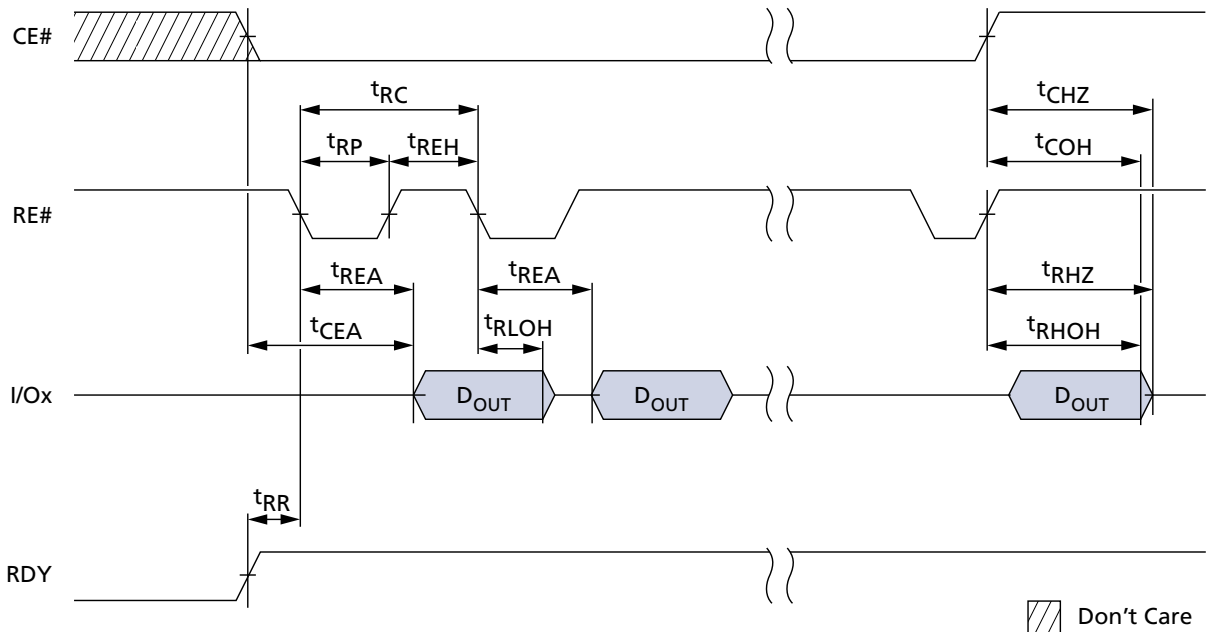 CE#
tRC
tCHZ
tRP
tREH
tCOH
RE#
tREA
tREA
tRHZ
tCEA
tRLOH
tRHOH
I/Ox
DOUT
DOUT
DOUT
tRR
RDY
Don't Care